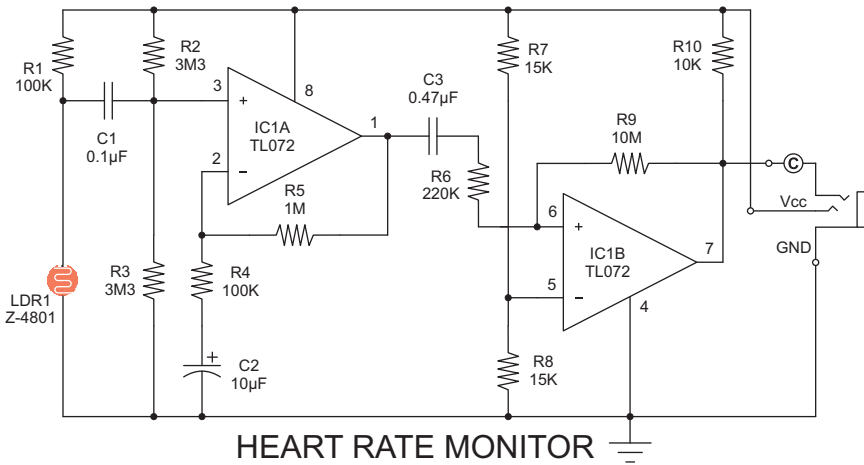 R1
100K
R2
3M3
C1
0.1µF
3
+
8
IC1A
TL072
1
2
−
R5
1M
C3
0.47µF
R6
220K
R7
15K
R10
10K
R9
10M
C
Vcc
GND
6
+
IC1B
TL072
7
5
−
4
LDR1
Z-4801
R3
3M3
R4
100K
+
C2
10µF
R8
15K
HEART RATE MONITOR